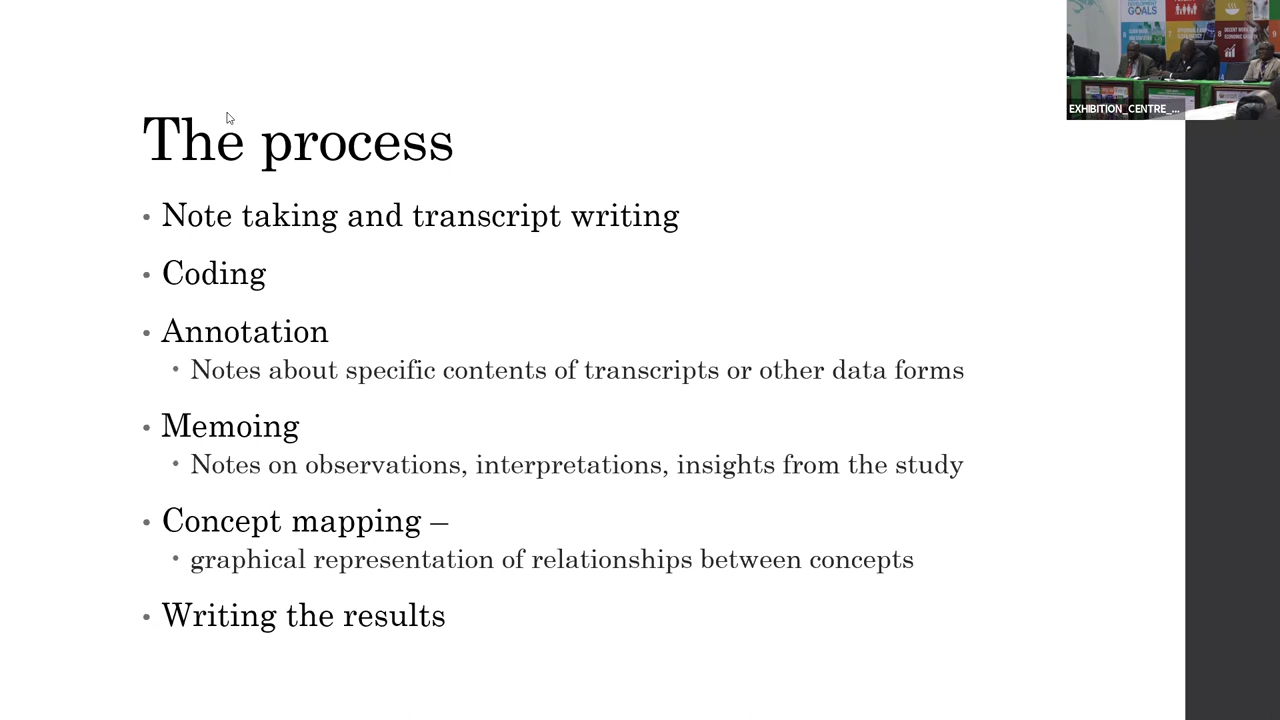 The process
• Note taking and transcript writing
• Coding
• Annotation
• Notes about specific contents of transcripts or other data forms
• Memoing
• Notes on observations, interpretations, insights from the study
• Concept mapping –
• graphical representation of relationships between concepts
• Writing the results
GOALS
EXHIBITION_CENTRE_...